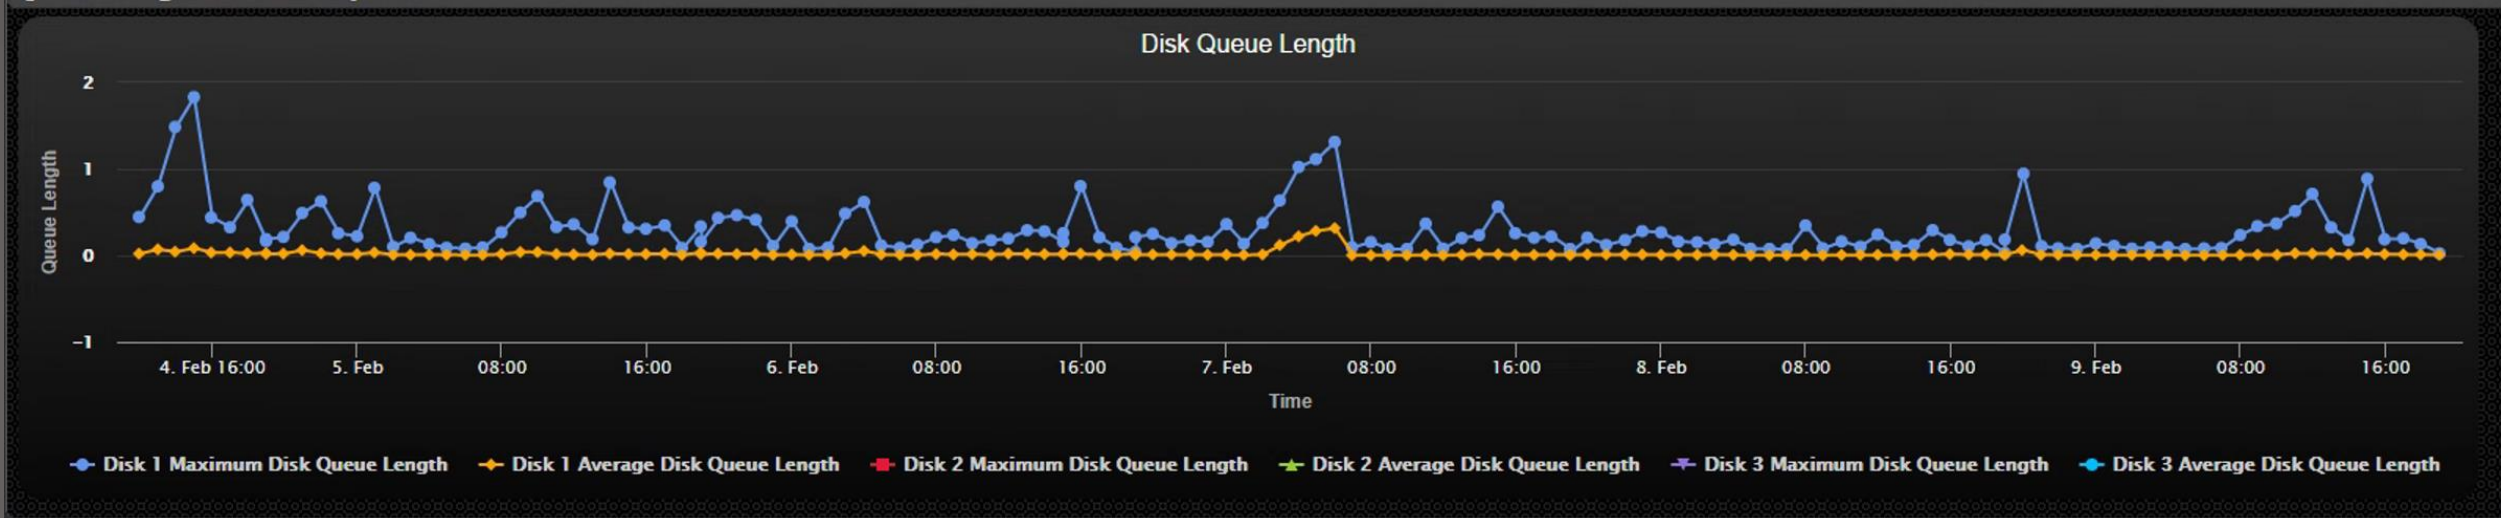 Disk Queue Length
2
1
0
-1
Queue Length
4. Feb 16:00 5. Feb 08:00 16:00 6. Feb 08:00 16:00 7. Feb 08:00 16:00 8. Feb 08:00 16:00 9. Feb 08:00 16:00
Time
Disk 1 Maximum Disk Queue Length Disk 1 Average Disk Queue Length Disk 2 Maximum Disk Queue Length Disk 2 Average Disk Queue Length Disk 3 Maximum Disk Queue Length Disk 3 Average Disk Queue Length